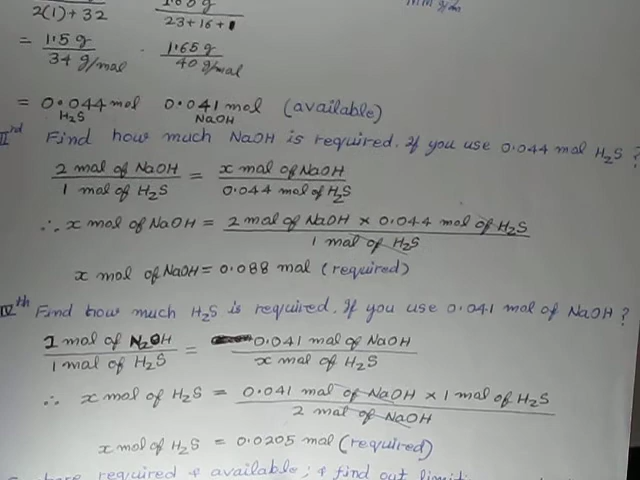 2(1)+32 23+16+1
= 1.5 g / 34 g/mol . 1.65 g / 40 g/mol
= 0.044 mol H₂S 0.041 mol NaOH (available)
IIIrd Find how much NaOH is required. If you use 0.044 mol H₂S ?
2 mol of NaOH / 1 mol of H₂S = x mol of NaOH / 0.044 mol of H₂S
∴ x mol of NaOH = 2 mol of NaOH × 0.044 mol of H₂S / 1 mol of H₂S
x mol of NaOH = 0.088 mol (required)
IVth Find how much H₂S is required. If you use 0.041 mol of NaOH ?
2 mol of NaOH / 1 mol of H₂S = 0.041 mol of NaOH / x mol of H₂S
∴ x mol of H₂S = 0.041 mol of NaOH × 1 mol of H₂S / 2 mol of NaOH
x mol of H₂S = 0.0205 mol (required)
required & available; & find out